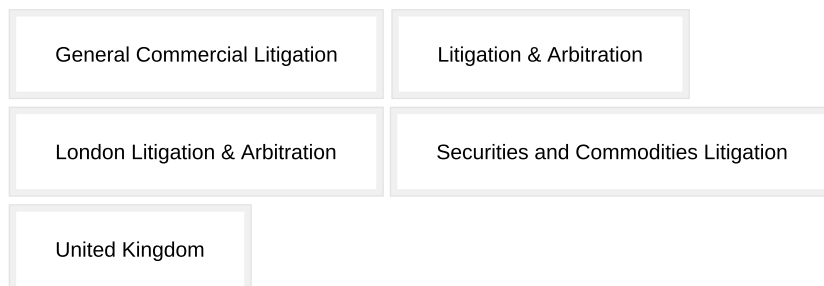 General Commercial Litigation
Litigation & Arbitration
London Litigation & Arbitration
Securities and Commodities Litigation
United Kingdom